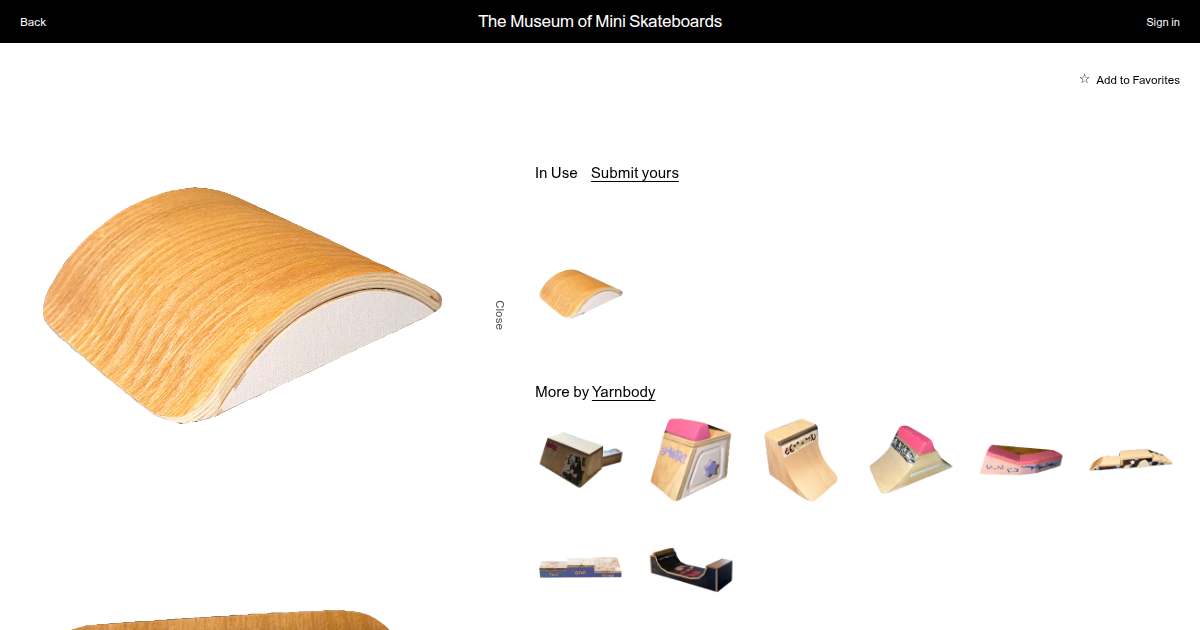 Back
The Museum of Mini Skateboards
Sign in
☆ Add to Favorites
In Use Submit yours
Close
More by Yarnbody